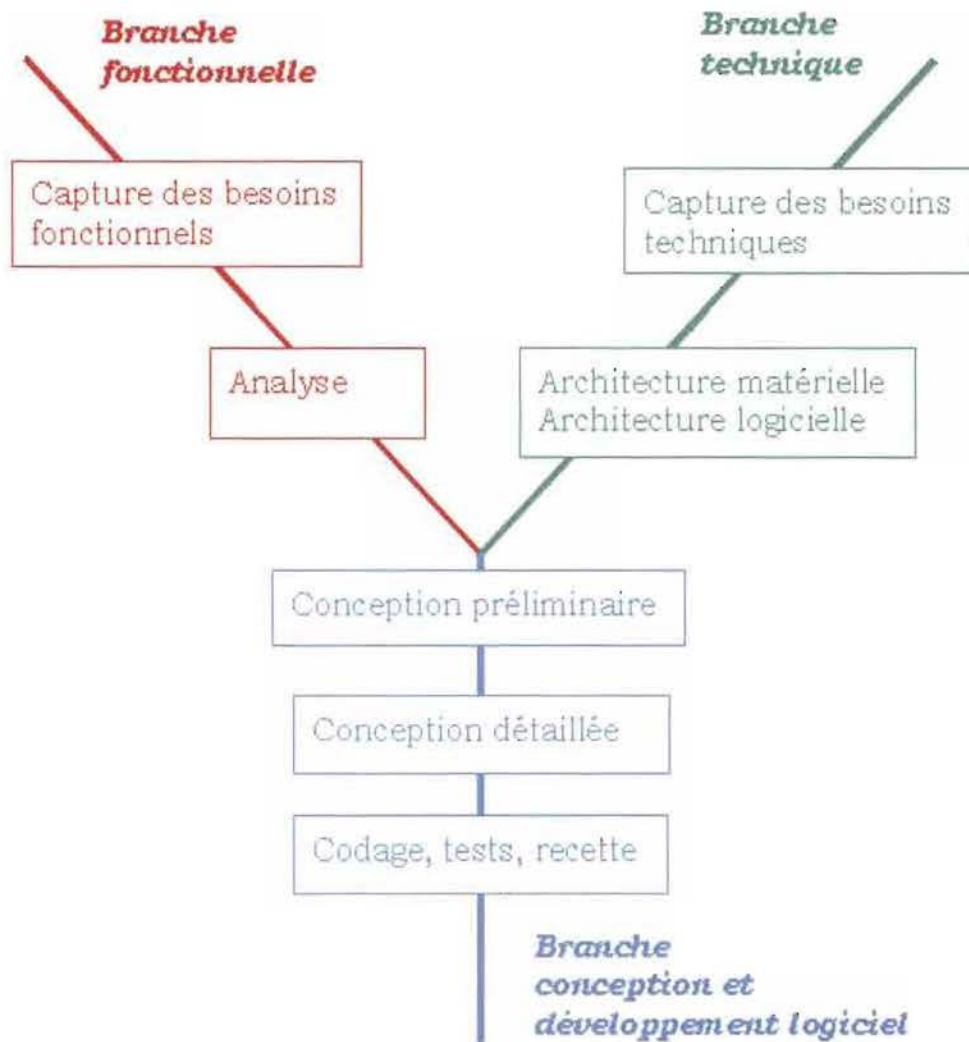 Branche
fonctionnelle
Branche
technique
Capture des besoins
fonctionnels
Capture des besoins
techniques
Analyse
Architecture matérielle
Architecture logicielle
Conception préliminaire
Conception détaillée
Codage, tests, recette
Branche
conception et
développement logiciel